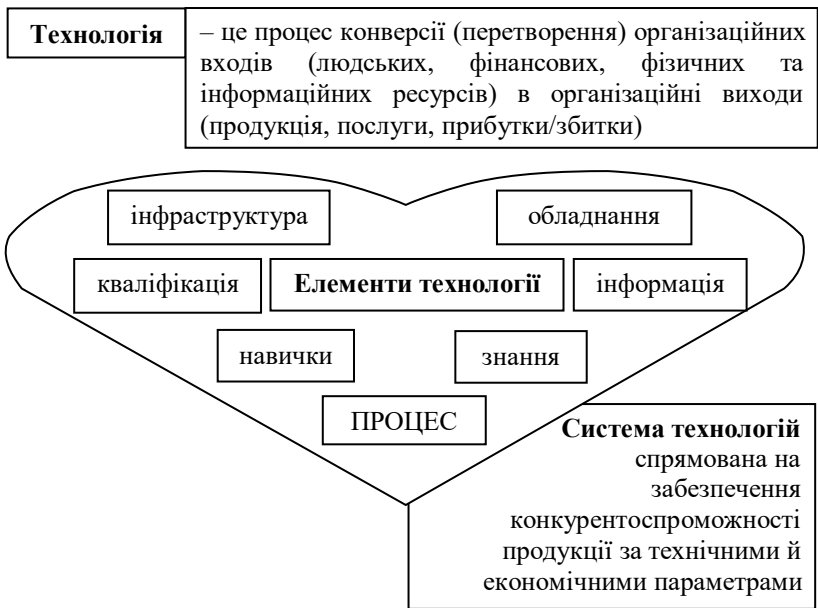 Технологія
– це процес конверсії (перетворення) організаційних
входів (людських, фінансових, фізичних та
інформаційних ресурсів) в організаційні виходи
(продукція, послуги, прибутки/збитки)
інфраструктура
обладнання
кваліфікація
Елементи технології
інформація
навички
знання
ПРОЦЕС
Система технологій
спрямована на
забезпечення
конкурентоспроможності
продукції за технічними й
економічними параметрами